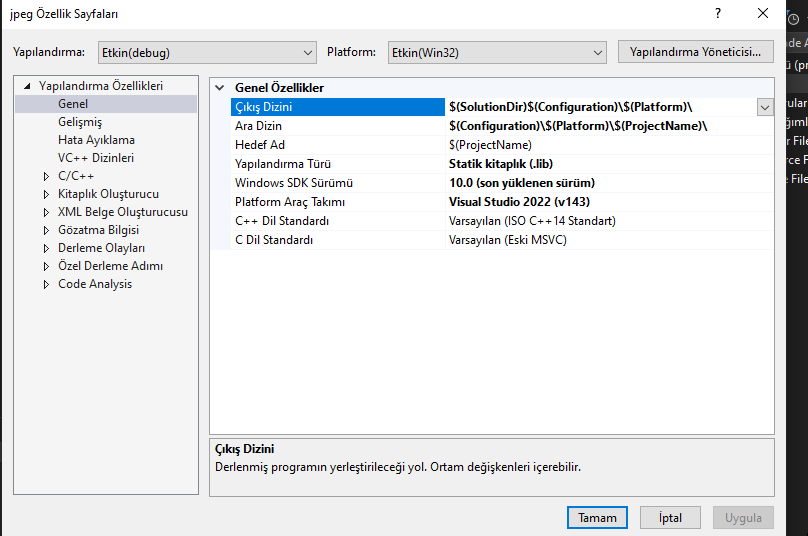 jpeg Özellik Sayfaları
?
Yapılandırma: Etkin(debug) Platform: Etkin(Win32) Yapılandırma Yöneticisi...
Yapılandırma Özellikleri
Genel
Gelişmiş
Hata Ayıklama
VC++ Dizinleri
C/C++
Kitaplık Oluşturucu
XML Belge Oluşturucusu
Gözatma Bilgisi
Derleme Olayları
Özel Derleme Adımı
Code Analysis
Genel Özellikler
Çıkış Dizini $(SolutionDir)$(Configuration)\$(Platform)\
Ara Dizin $(Configuration)\$(Platform)\$(ProjectName)\
Hedef Ad $(ProjectName)
Yapılandırma Türü Statik kitaplık (.lib)
Windows SDK Sürümü 10.0 (son yüklenen sürüm)
Platform Araç Takımı Visual Studio 2022 (v143)
C++ Dil Standardı Varsayılan (ISO C++14 Standart)
C Dil Standardı Varsayılan (Eski MSVC)
Çıkış Dizini
Derlenmiş programın yerleştirileceği yol. Ortam değişkenleri içerebilir.
Tamam İptal Uygula